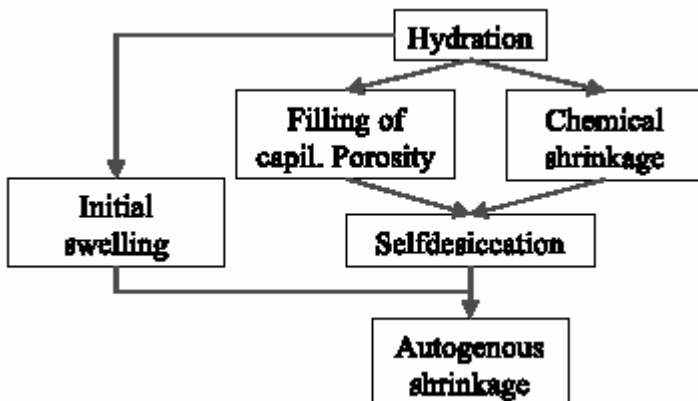 Hydration
Filling of
capil. Porosity
Chemical
shrinkage
Initial
swelling
Selfdesiccation
Autogenous
shrinkage